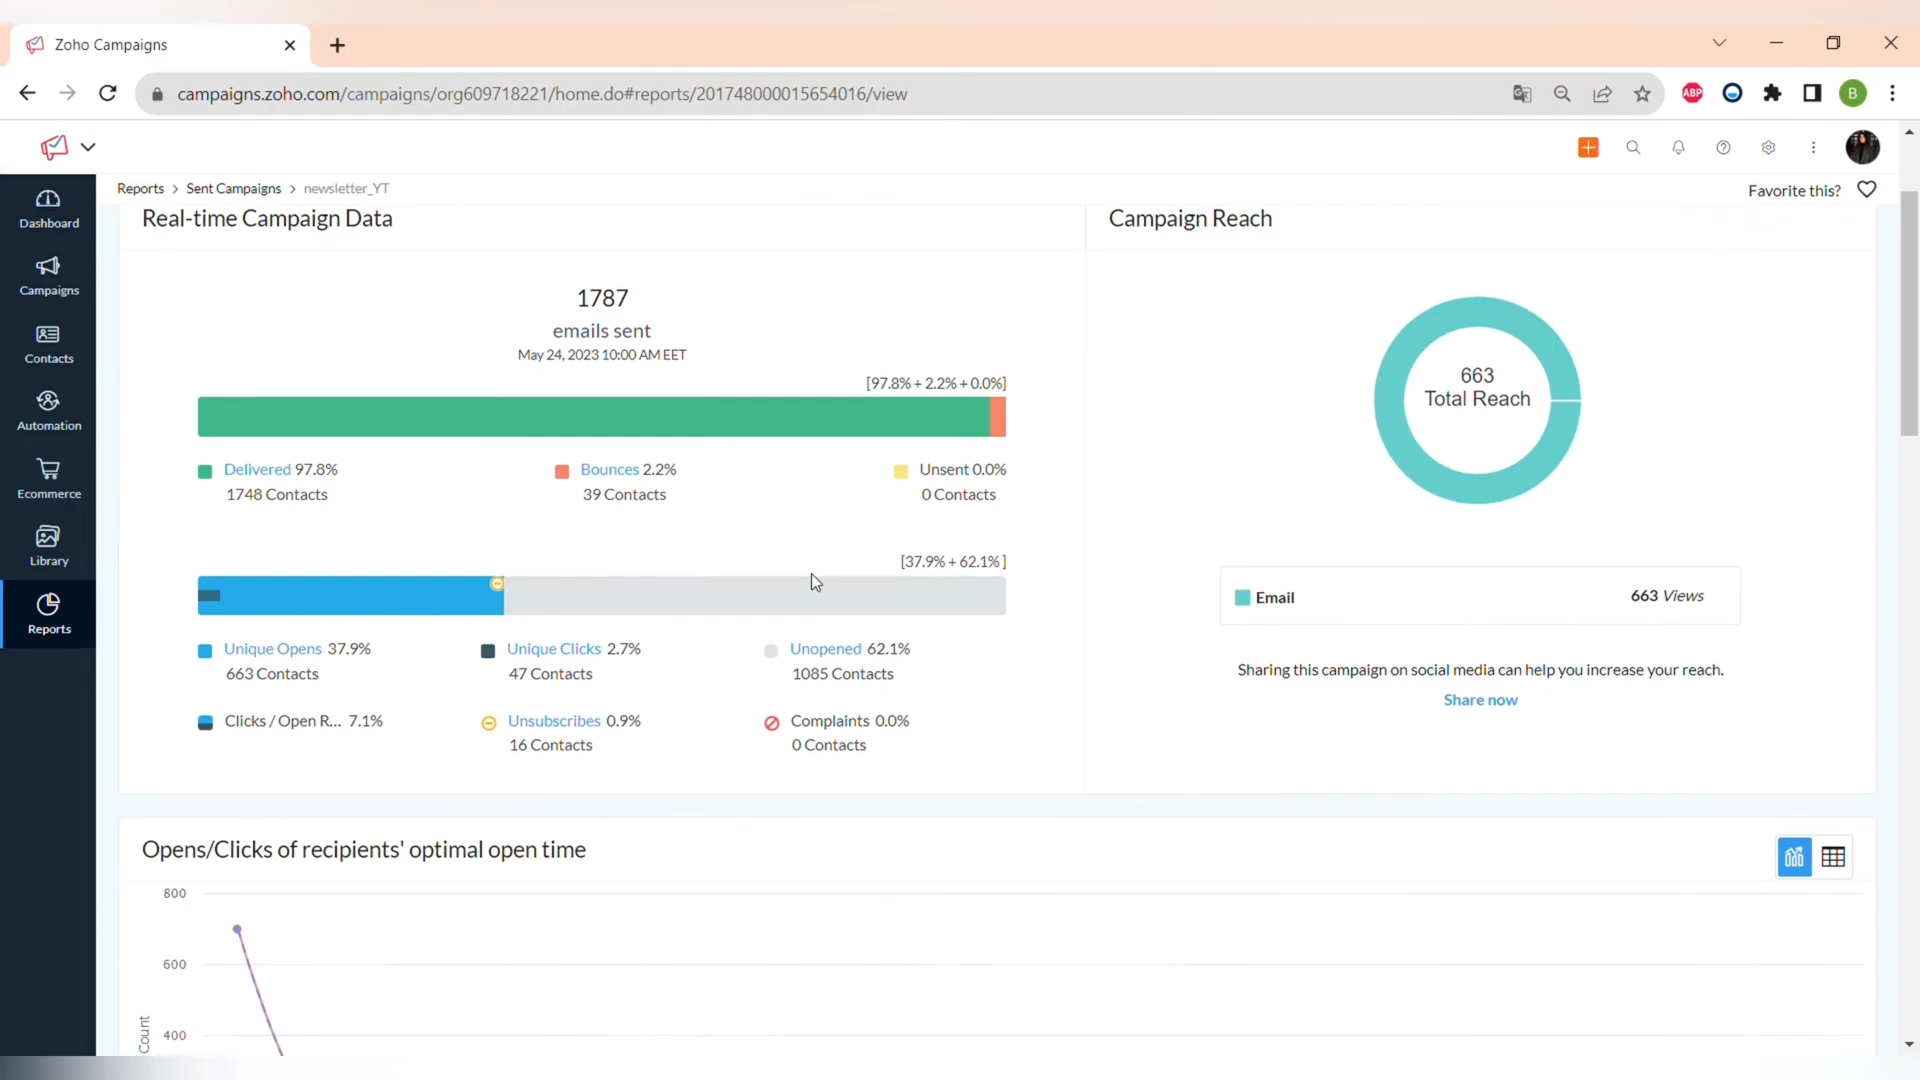 Zoho Campaigns
campaigns.zoho.com/campaigns/org609718221/home.do#reports/201748000015654016/view
ABP
B
Reports > Sent Campaigns > newsletter_YT
Favorite this?
Dashboard
Campaigns
Contacts
Automation
Ecommerce
Library
Reports
Real-time Campaign Data
1787
emails sent
May 24, 2023 10:00 AM EET
[97.8% + 2.2% + 0.0%]
Delivered 97.8%
1748 Contacts
Bounces 2.2%
39 Contacts
Unsent 0.0%
0 Contacts
[37.9% + 62.1% ]
Unique Opens 37.9%
663 Contacts
Unique Clicks 2.7%
47 Contacts
Unopened 62.1%
1085 Contacts
Clicks / Open R... 7.1%
Unsubscribes 0.9%
16 Contacts
Complaints 0.0%
0 Contacts
Campaign Reach
663
Total Reach
Email
663 Views
Sharing this campaign on social media can help you increase your reach.
Share now
Opens/Clicks of recipients' optimal open time
800
600
400
Count